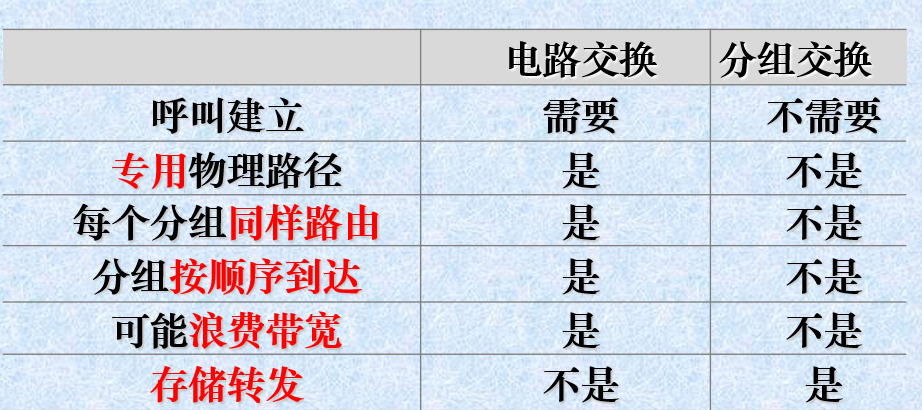 电路交换 分组交换
呼叫建立 需要 不需要
专用物理路径 是 不是
每个分组同样路由 是 不是
分组按顺序到达 是 不是
可能浪费带宽 是 不是
存储转发 不是 是